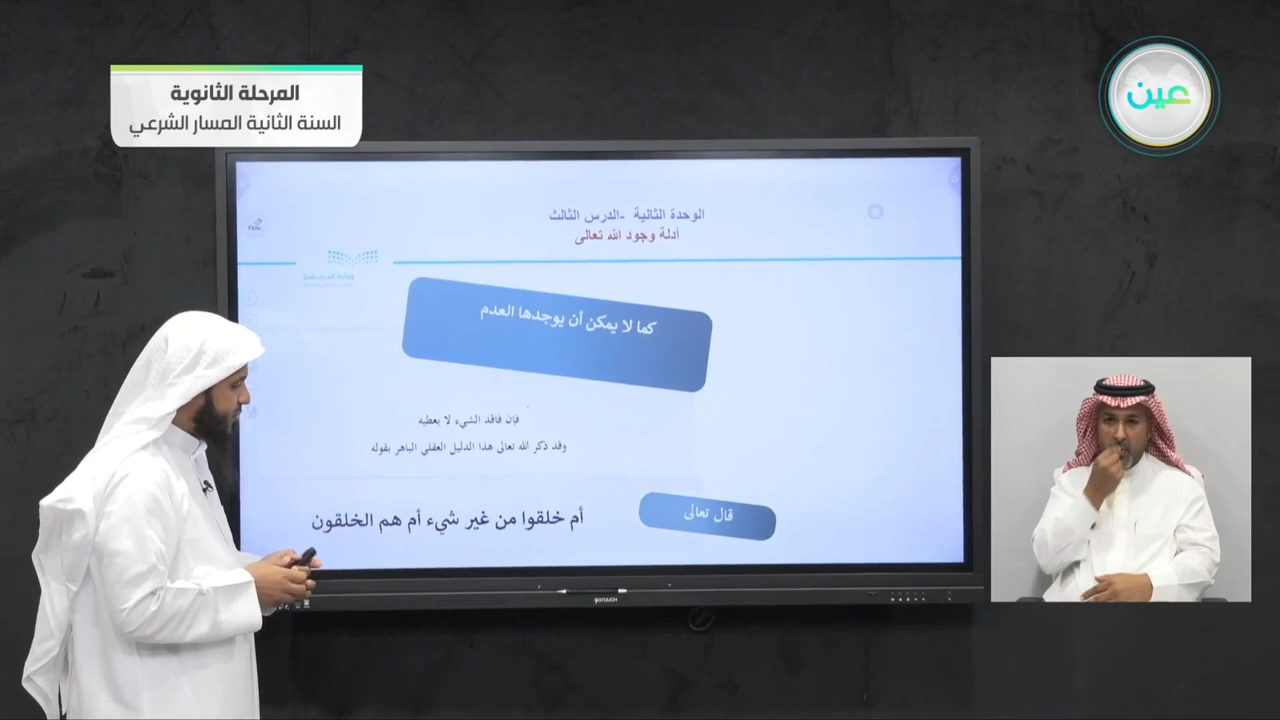 المرحلة الثانوية
السنة الثانية المسار الشرعي
عين
الوحدة الثانية -الدرس الثالث
أدلة وجود الله تعالى
وزارة التعليم
كما لا يمكن أن يوجدها العدم
فإن فاقد الشيء لا يعطيه
وقد ذكر الله تعالى هذا الدليل العقلي الباهر بقوله
قال تعالى
أم خلقوا من غير شيء أم هم الخلقون